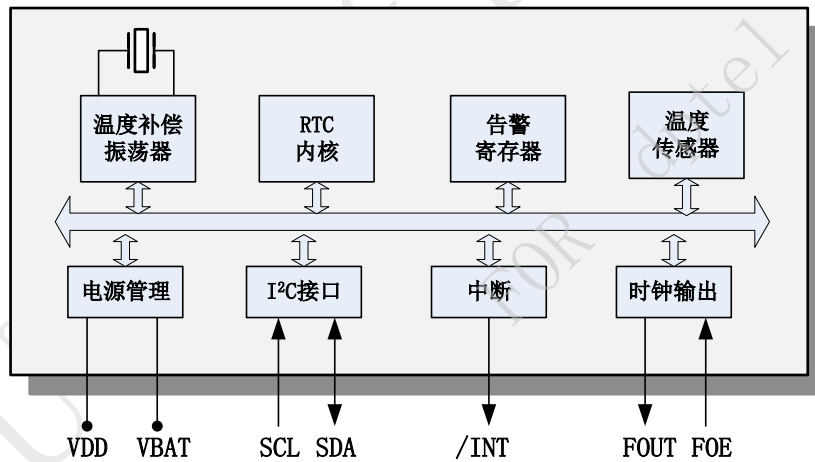 温度补偿
振荡器
RTC
内核
告警
寄存器
温度
传感器
电源管理
I²C接口
中断
时钟输出
VDD VBAT SCL SDA /INT FOUT FOE
FOR